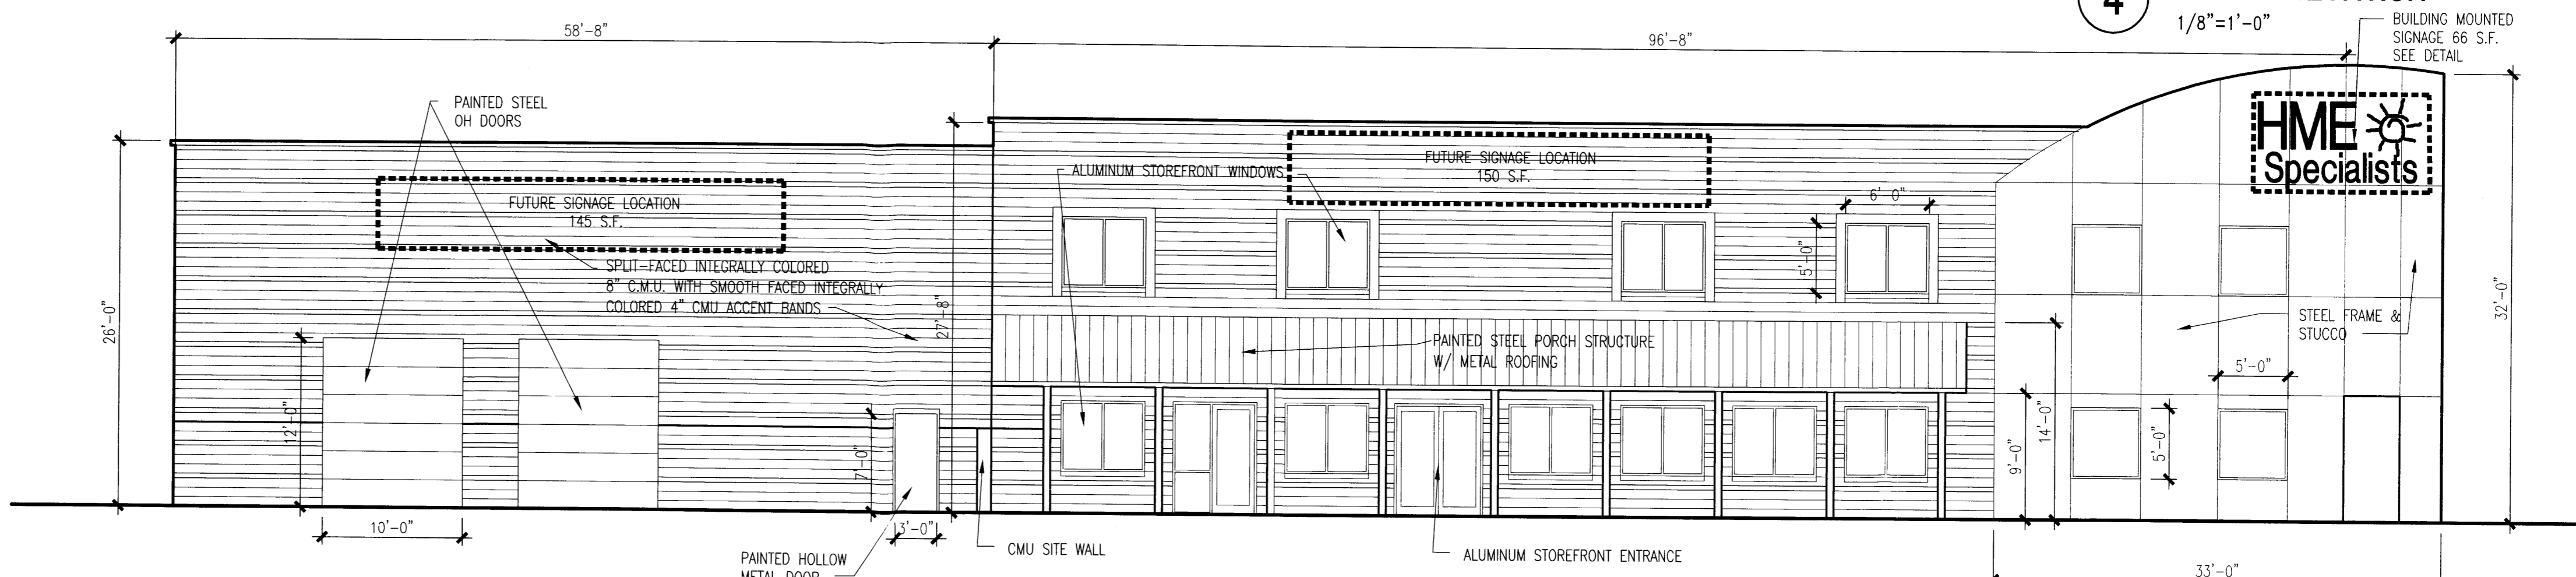 4
1/8"=1'-0"
BUILDING MOUNTED
SIGNAGE 66 S.F.
SEE DETAIL
58'-8"
96'-8"
PAINTED STEEL
OH DOORS
HME
Specialists
FUTURE SIGNAGE LOCATION
150 S.F.
ALUMINUM STOREFRONT WINDOWS
FUTURE SIGNAGE LOCATION
145 S.F.
6'-0"
5'-0"
SPLIT-FACED INTEGRALLY COLORED
8" C.M.U. WITH SMOOTH FACED INTEGRALLY
COLORED 4" CMU ACCENT BANDS
26'-0"
27'-8"
32'-0"
STEEL FRAME &
STUCCO
PAINTED STEEL PORCH STRUCTURE
W/ METAL ROOFING
5'-0"
12'-0"
7'-0"
9'-0"
14'-0"
5'-0"
10'-0"
3'-0"
CMU SITE WALL
ALUMINUM STOREFRONT ENTRANCE
PAINTED HOLLOW
METAL DOOR
33'-0"